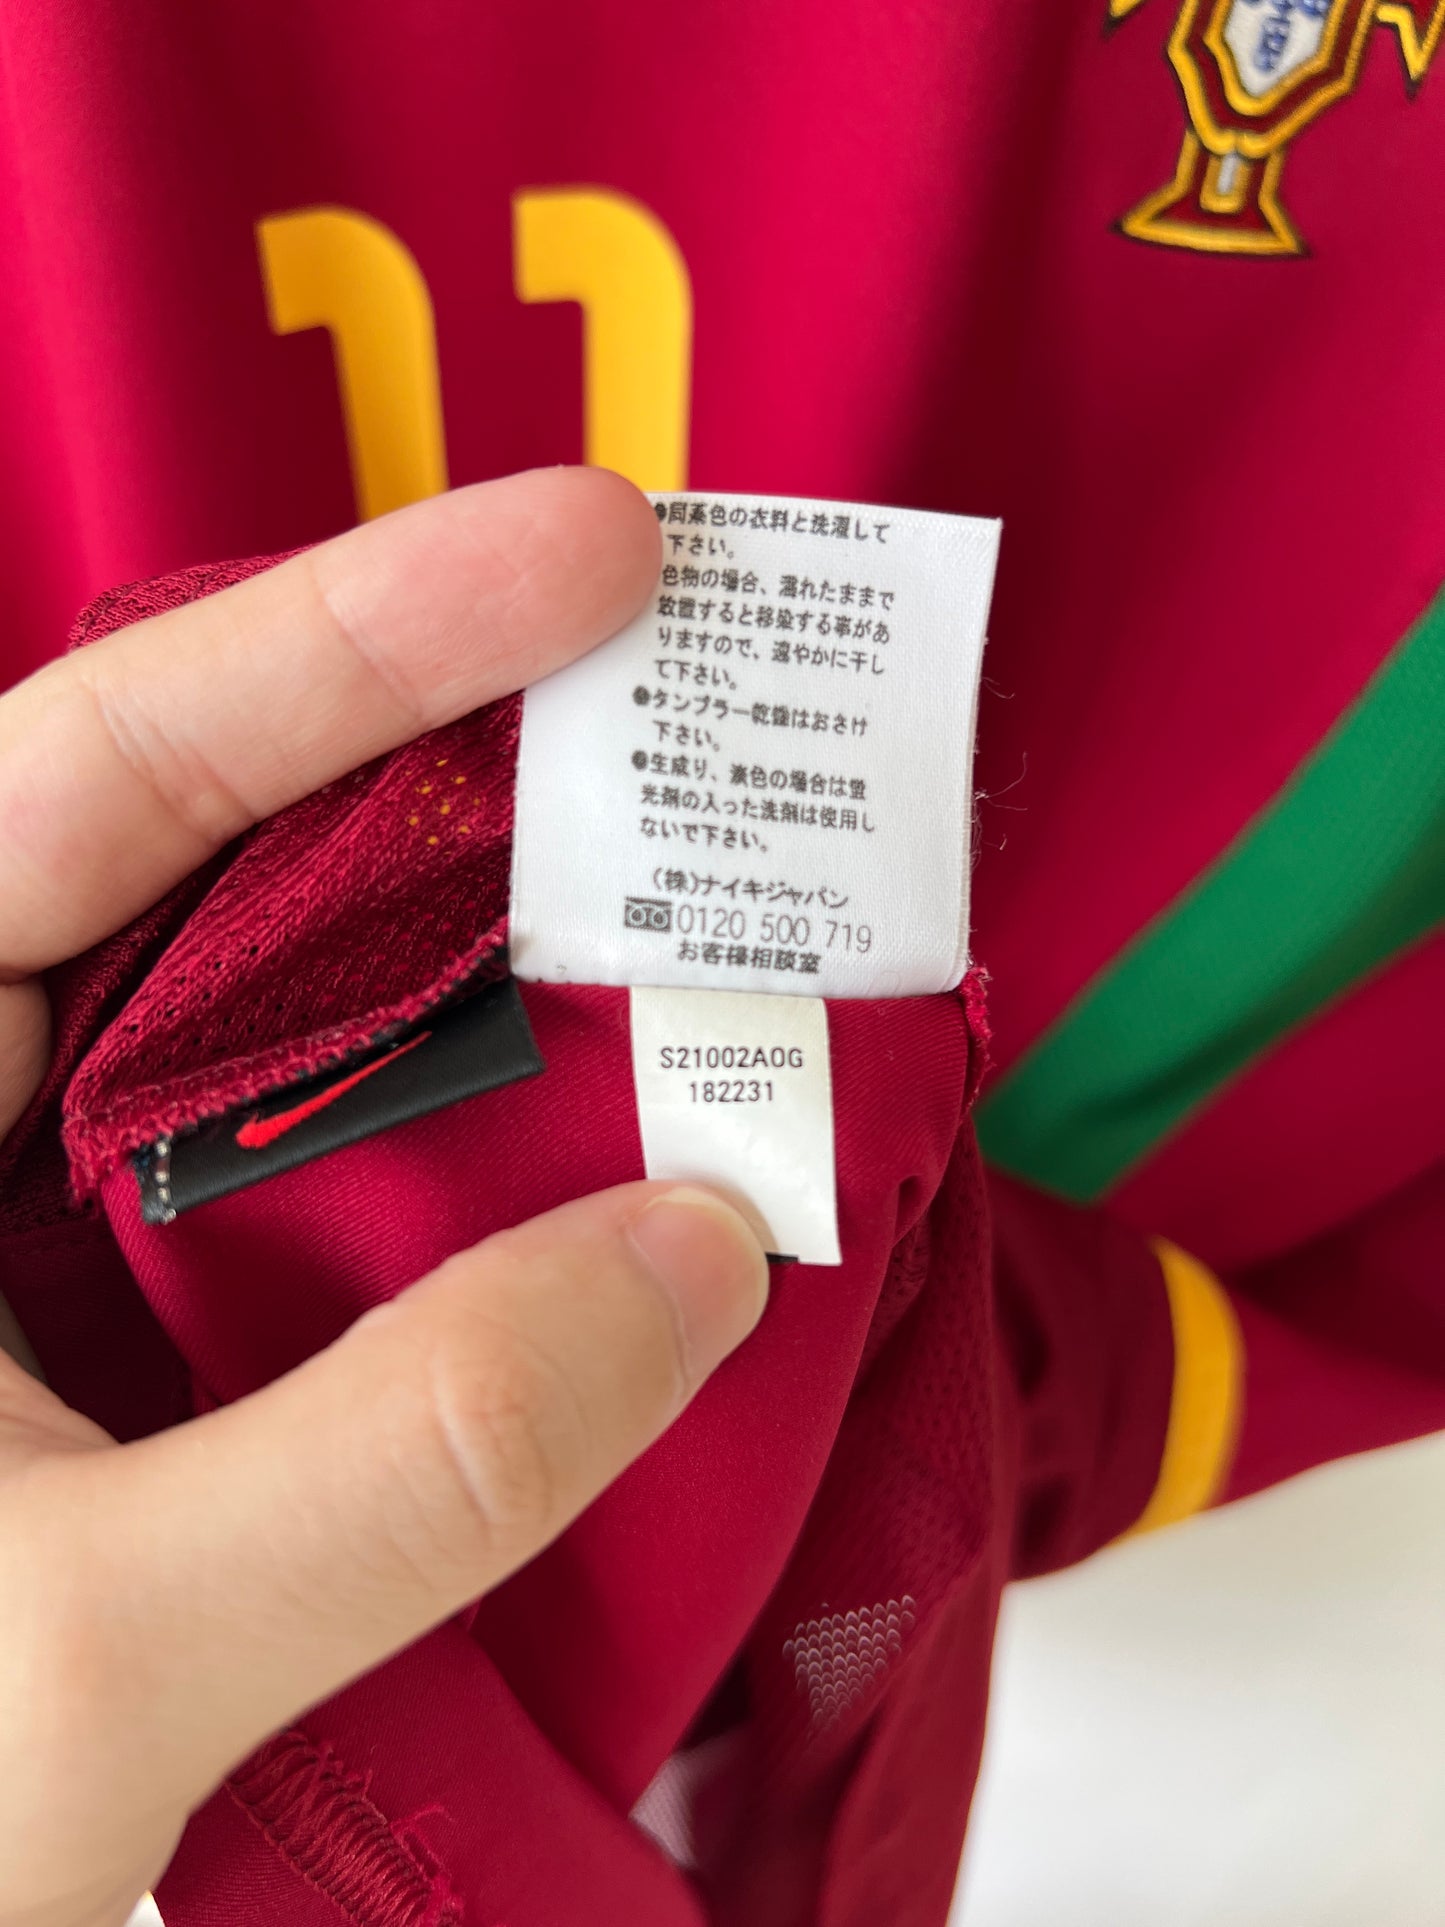 ●同系色の衣料と洗濯して
下さい。
色物の場合、濡れたままで
放置すると移染する事があ
りますので、速やかに干し
て下さい。
●タンブラー乾燥はおさけ
下さい。
●生成り、淡色の場合は蛍
光剤の入った洗剤は使用し
ないで下さい。
(株)ナイキジャパン
0120 500 719
お客様相談室
S21002AOG
182231
11